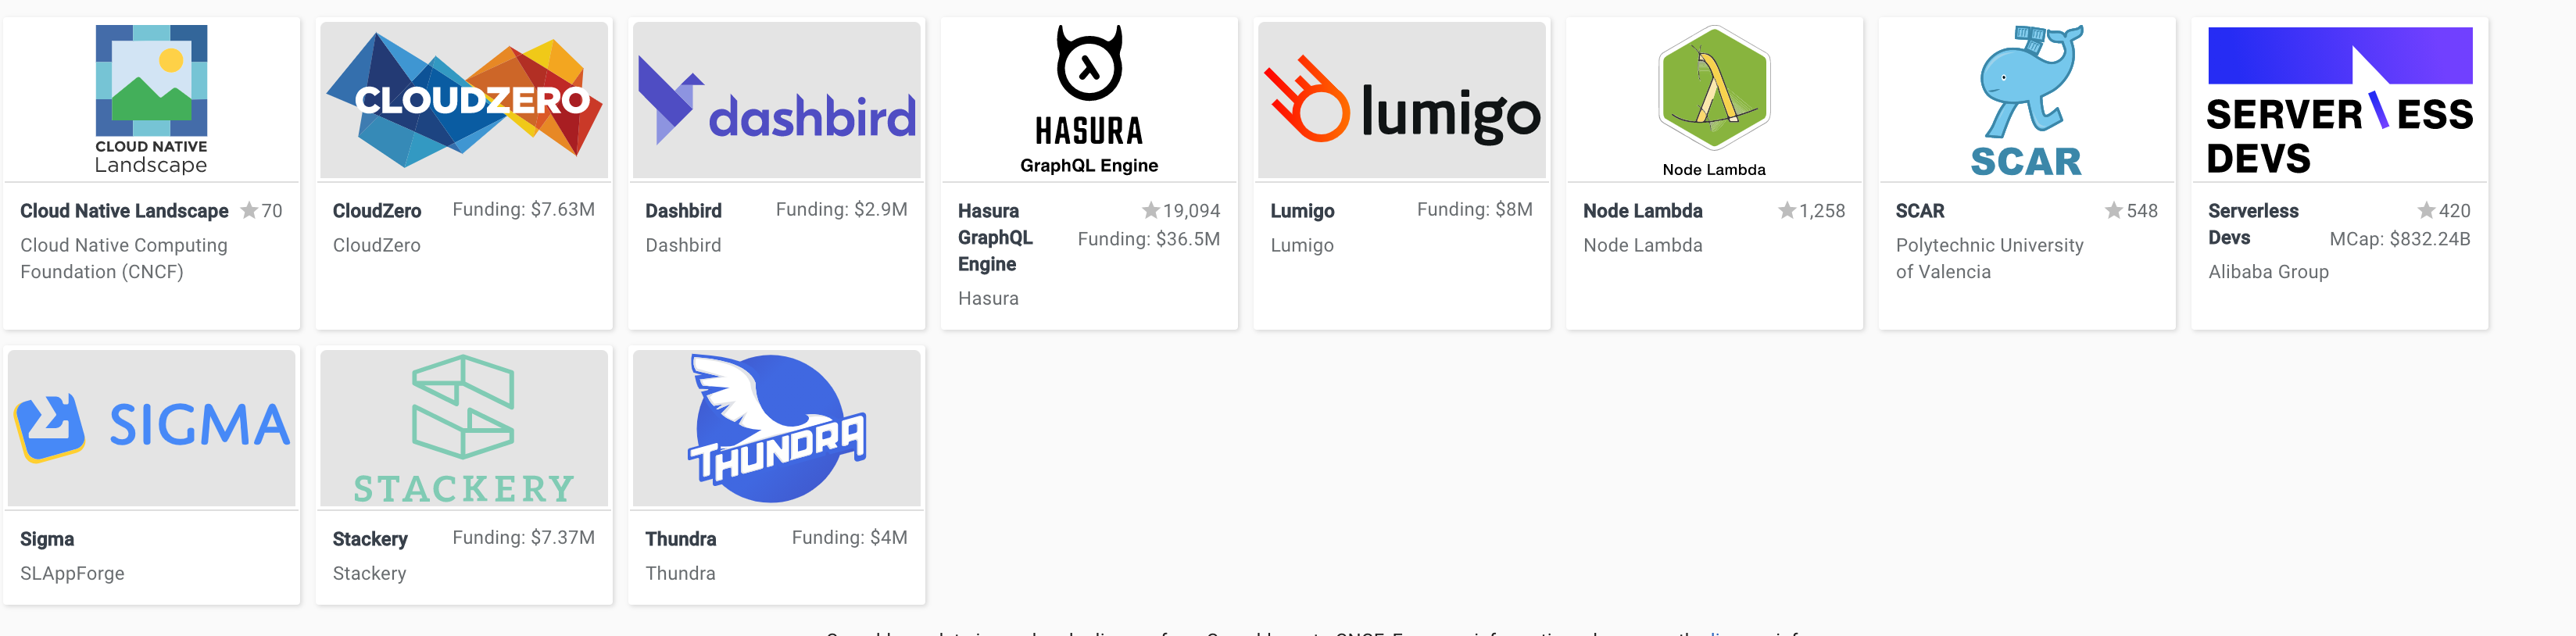 CLOUD NATIVE
Landscape
Cloud Native Landscape ★70
Cloud Native Computing
Foundation (CNCF)
CLOUDZERO
CloudZero Funding: $7.63M
CloudZero
dashbird
Dashbird Funding: $2.9M
Dashbird
HASURA
GraphQL Engine
Hasura ★19,094
GraphQL Funding: $36.5M
Engine
Hasura
lumigo
Lumigo Funding: $8M
Lumigo
Node Lambda
Node Lambda ★1,258
Node Lambda
SCAR
SCAR ★548
Polytechnic University
of Valencia
SERVER\ESS
DEVS
Serverless ★420
Devs MCap: $832.24B
Alibaba Group
SIGMA
Sigma
SLAppForge
STACKERY
Stackery Funding: $7.37M
Stackery
THUNDRA
Thundra Funding: $4M
Thundra